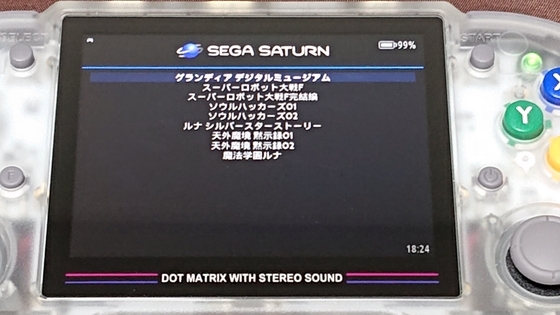 SELECT
START
SEGA SATURN
99%
グランディア デジタルミュージアム
スーパーロボット大戦F
スーパーロボット大戦F完結編
ソウルハッカーズ01
ソウルハッカーズ02
ルナ シルバースターストーリー
天外魔境 黙示録01
天外魔境 黙示録02
魔法学園ルナ
X
Y
F
18:24
DOT MATRIX WITH STEREO SOUND